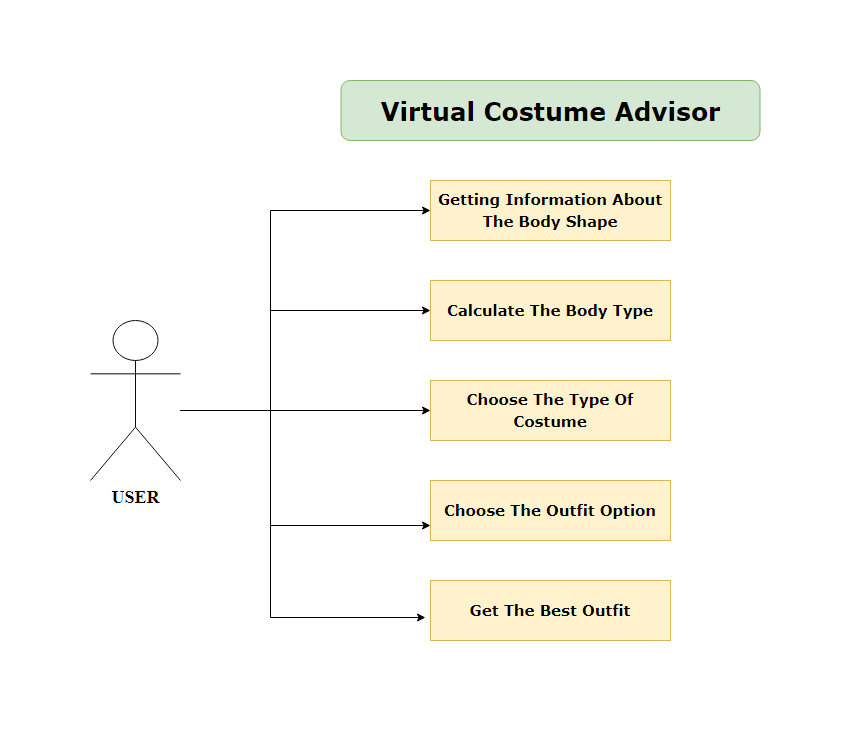 Virtual Costume Advisor
Getting Information About
The Body Shape
Calculate The Body Type
Choose The Type Of
Costume
Choose The Outfit Option
Get The Best Outfit
USER